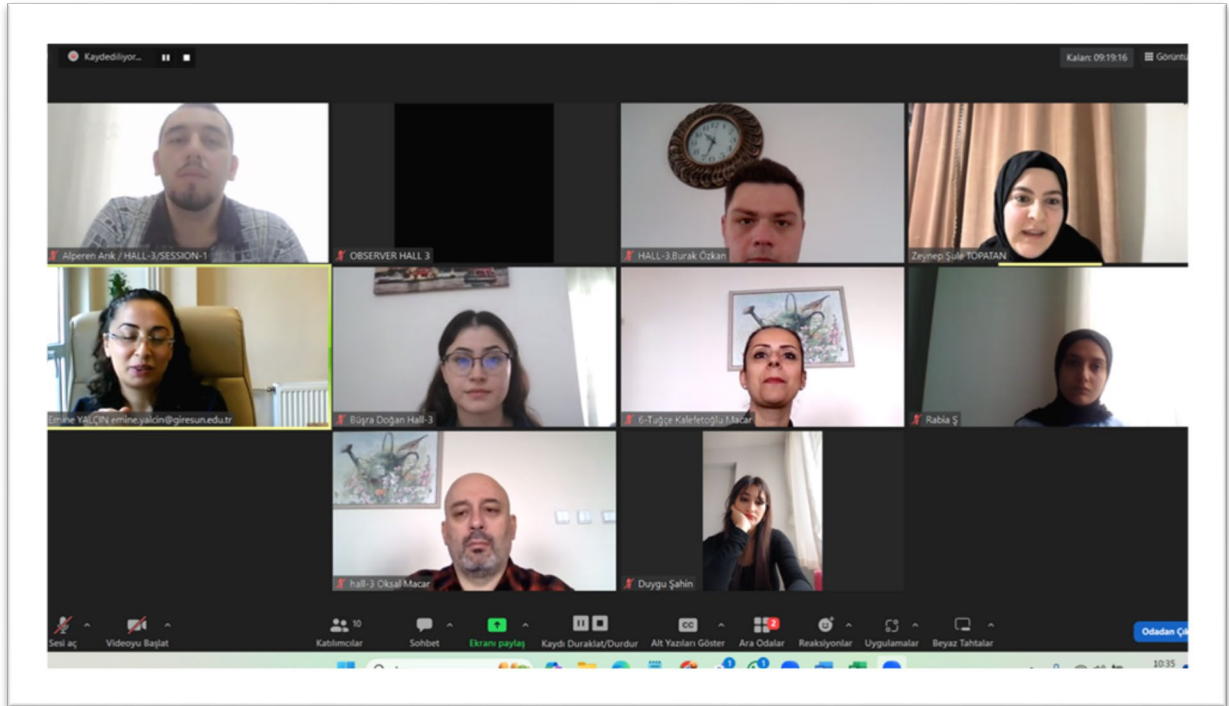 Kaydediliyor...
Kalan: 09:19:16
Görüntü
Alperen Arık / HALL-3/SESSION-1
OBSERVER HALL 3
HALL-3.Burak Özkan
Zeynep Şule TOPATAN
Emine YALÇIN emine.yalcin@giresun.edu.tr
Büşra Doğan Hall-3
6-Tuğçe Kalefetoğlu Macar
Rabia Ş
hall-3 Oksal Macar
Duygu Şahin
10
CC
2
Sesi aç
Videoyu Başlat
Katılımcılar
Sohbet
Ekranı paylaş
Kaydı Duraklat/Durdur
Alt Yazıları Göster
Ara Odalar
Reaksiyonlar
Uygulamalar
Beyaz Tahtalar
Odadan Çık
1
1
10:35